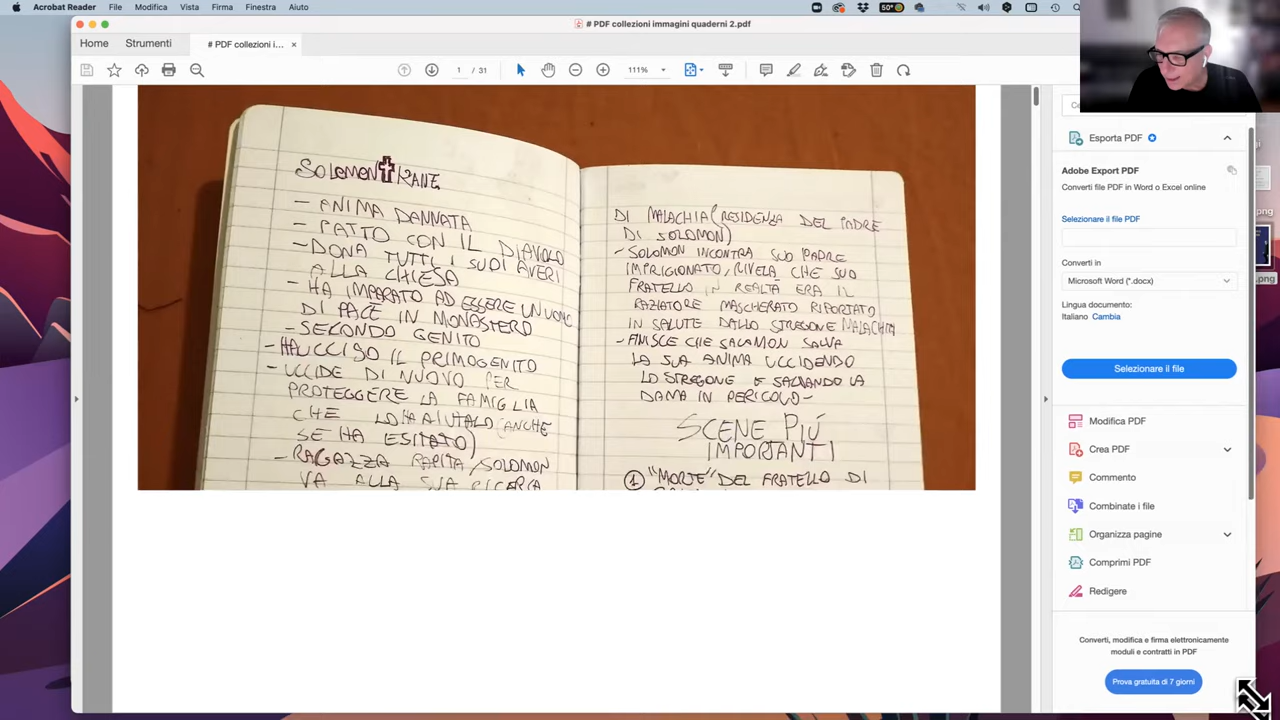 Acrobat Reader File Modifica Vista Firma Finestra Aiuto
50°
# PDF collezioni immagini quaderni 2.pdf
Home Strumenti # PDF collezioni i... ×
/ 31 111%
SOLOMON KANE
- ANIMA DANNATA
- PATTO CON IL DIAVOLO
- DONA TUTTI I SUOI AVERI
ALLA CHIESA
- HA IMPARATO AD ESSERE UN UOMO
DI PACE IN MONASTERO
- SECONDO GENITO
- HA UCCISO IL PRIMOGENITO
- UCCIDE DI NUOVO PER
PROTEGGERE LA FAMIGLIA
CHE LO HA AIUTATO (ANCHE
SE HA ESITATO)
- RAGAZZA RAPITA/SOLOMON
VA ALLA SUA RICERCA
DI MALACHIA (RESIDENZA DEL PADRE
DI SOLOMON)
- SOLOMON INCONTRA SUO PADRE
IMPRIGIONATO, RIVELA CHE SUO
FRATELLO IN REALTÀ ERA IL
RAZIATORE MASCHERATO RIPORTATO
IN SALUTE DALLO STREGONE MALACHIA
- FINISCE CHE SALOMON SALVA
LA SUA ANIMA UCCIDENDO
LO STREGONE E SALVANDO LA
DAMA IN PERICOLO-
SCENE PIÚ
IMPORTANTI
① "MORTE" DEL FRATELLO DI
Esporta PDF
Adobe Export PDF
Converti file PDF in Word o Excel online
Selezionare il file PDF
Converti in
Microsoft Word (*.docx)
Lingua documento:
Italiano Cambia
Selezionare il file
Modifica PDF
Crea PDF
Commento
Combinate i file
Organizza pagine
Comprimi PDF
Redigere
Converti, modifica e firma elettronicamente
moduli e contratti in PDF
Prova gratuita di 7 giorni
.png
.png